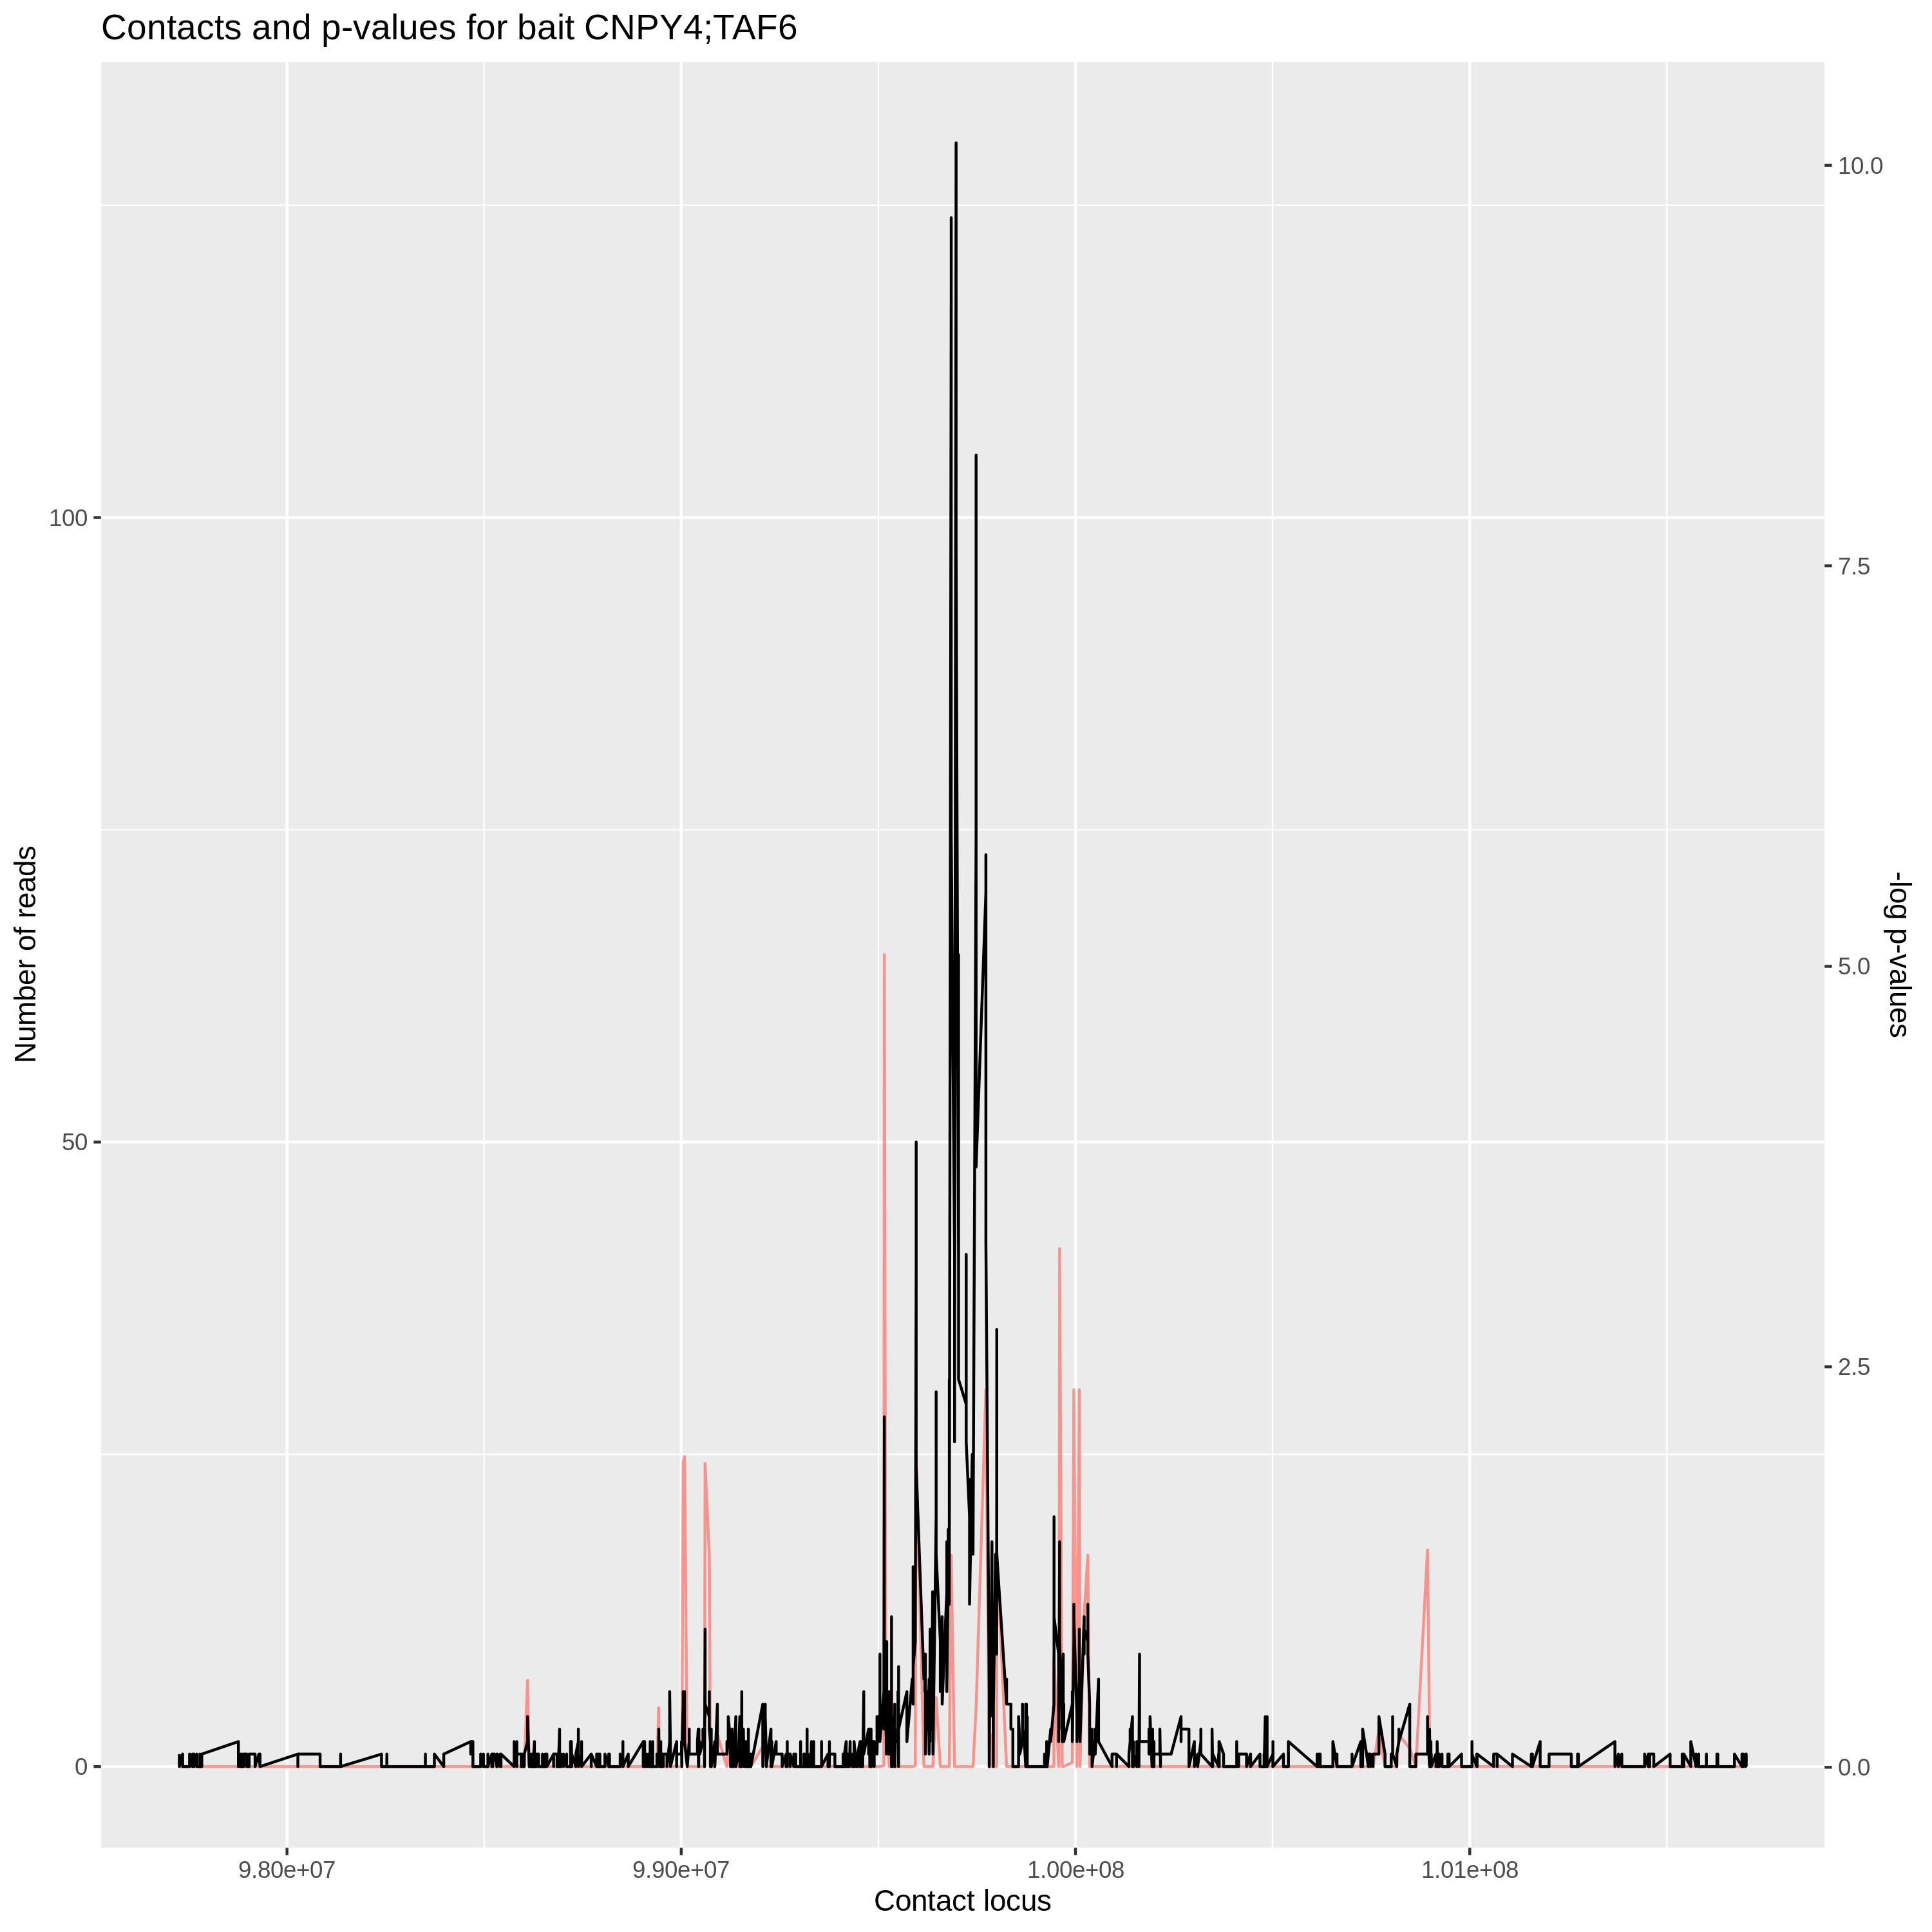 Contacts and p-values for bait CNPY4;TAF6
Number of reads
100
50
0
10.0
7.5
5.0
2.5
0.0
-log p-values
9.80e+07
9.90e+07
1.00e+08
1.01e+08
Contact locus